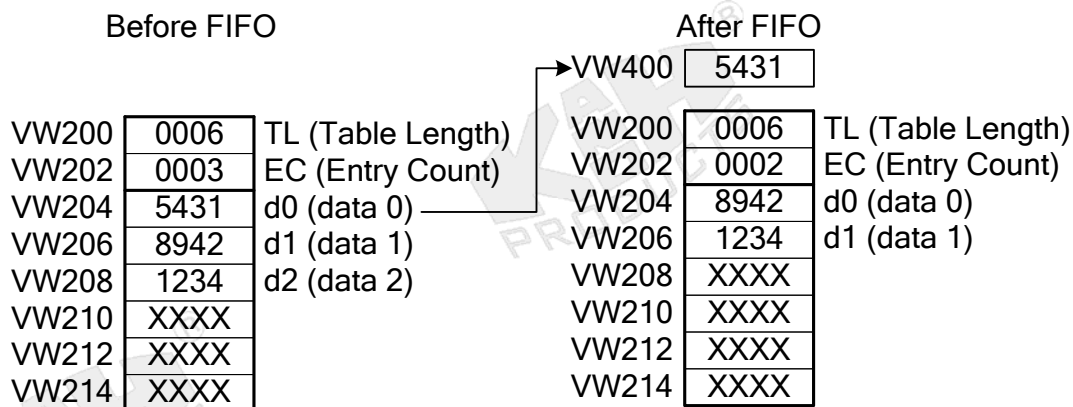 Before FIFO
VW200 0006 TL (Table Length)
VW202 0003 EC (Entry Count)
VW204 5431 d0 (data 0)
VW206 8942 d1 (data 1)
VW208 1234 d2 (data 2)
VW210 XXXX
VW212 XXXX
VW214 XXXX
After FIFO
VW400 5431
VW200 0006 TL (Table Length)
VW202 0002 EC (Entry Count)
VW204 8942 d0 (data 0)
VW206 1234 d1 (data 1)
VW208 XXXX
VW210 XXXX
VW212 XXXX
VW214 XXXX
PRODUCTS
®
®